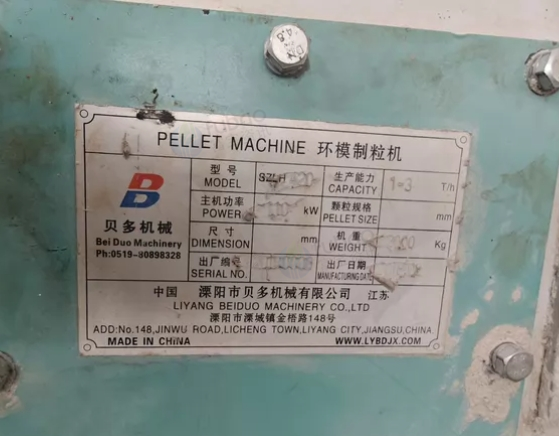 4.8
PELLET MACHINE 环模制粒机
B
贝多机械
Bei Duo Machinery
Ph:0519-80898328
型号 MODEL
生产能力 CAPACITY 1-3 T/h
主机功率 POWER kW
颗粒规格 PELLET SIZE mm
尺寸 DIMENSION mm
机重 WEIGHT Kg
出厂编号 SERIAL NO.
出厂日期 MANUFACTURING DATE
中国 溧阳市贝多机械有限公司 江苏
LIYANG BEIDUO MACHINERY CO.,LTD
溧阳市溧城镇金梧路148号
ADD:No.148,JINWU ROAD,LICHENG TOWN,LIYANG CITY,JIANGSU,CHINA
MADE IN CHINA WWW.LYBDJX.COM